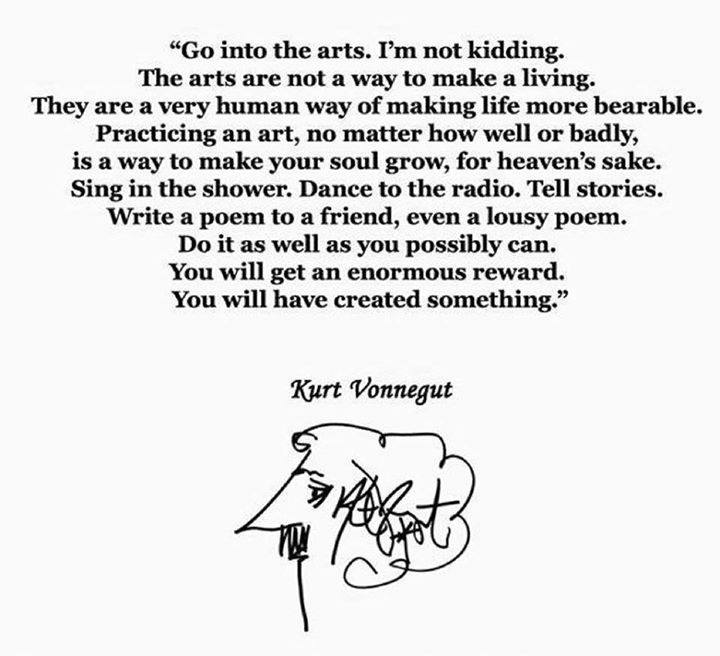 “Go into the arts. I’m not kidding.
The arts are not a way to make a living.
They are a very human way of making life more bearable.
Practicing an art, no matter how well or badly,
is a way to make your soul grow, for heaven’s sake.
Sing in the shower. Dance to the radio. Tell stories.
Write a poem to a friend, even a lousy poem.
Do it as well as you possibly can.
You will get an enormous reward.
You will have created something.”
Kurt Vonnegut